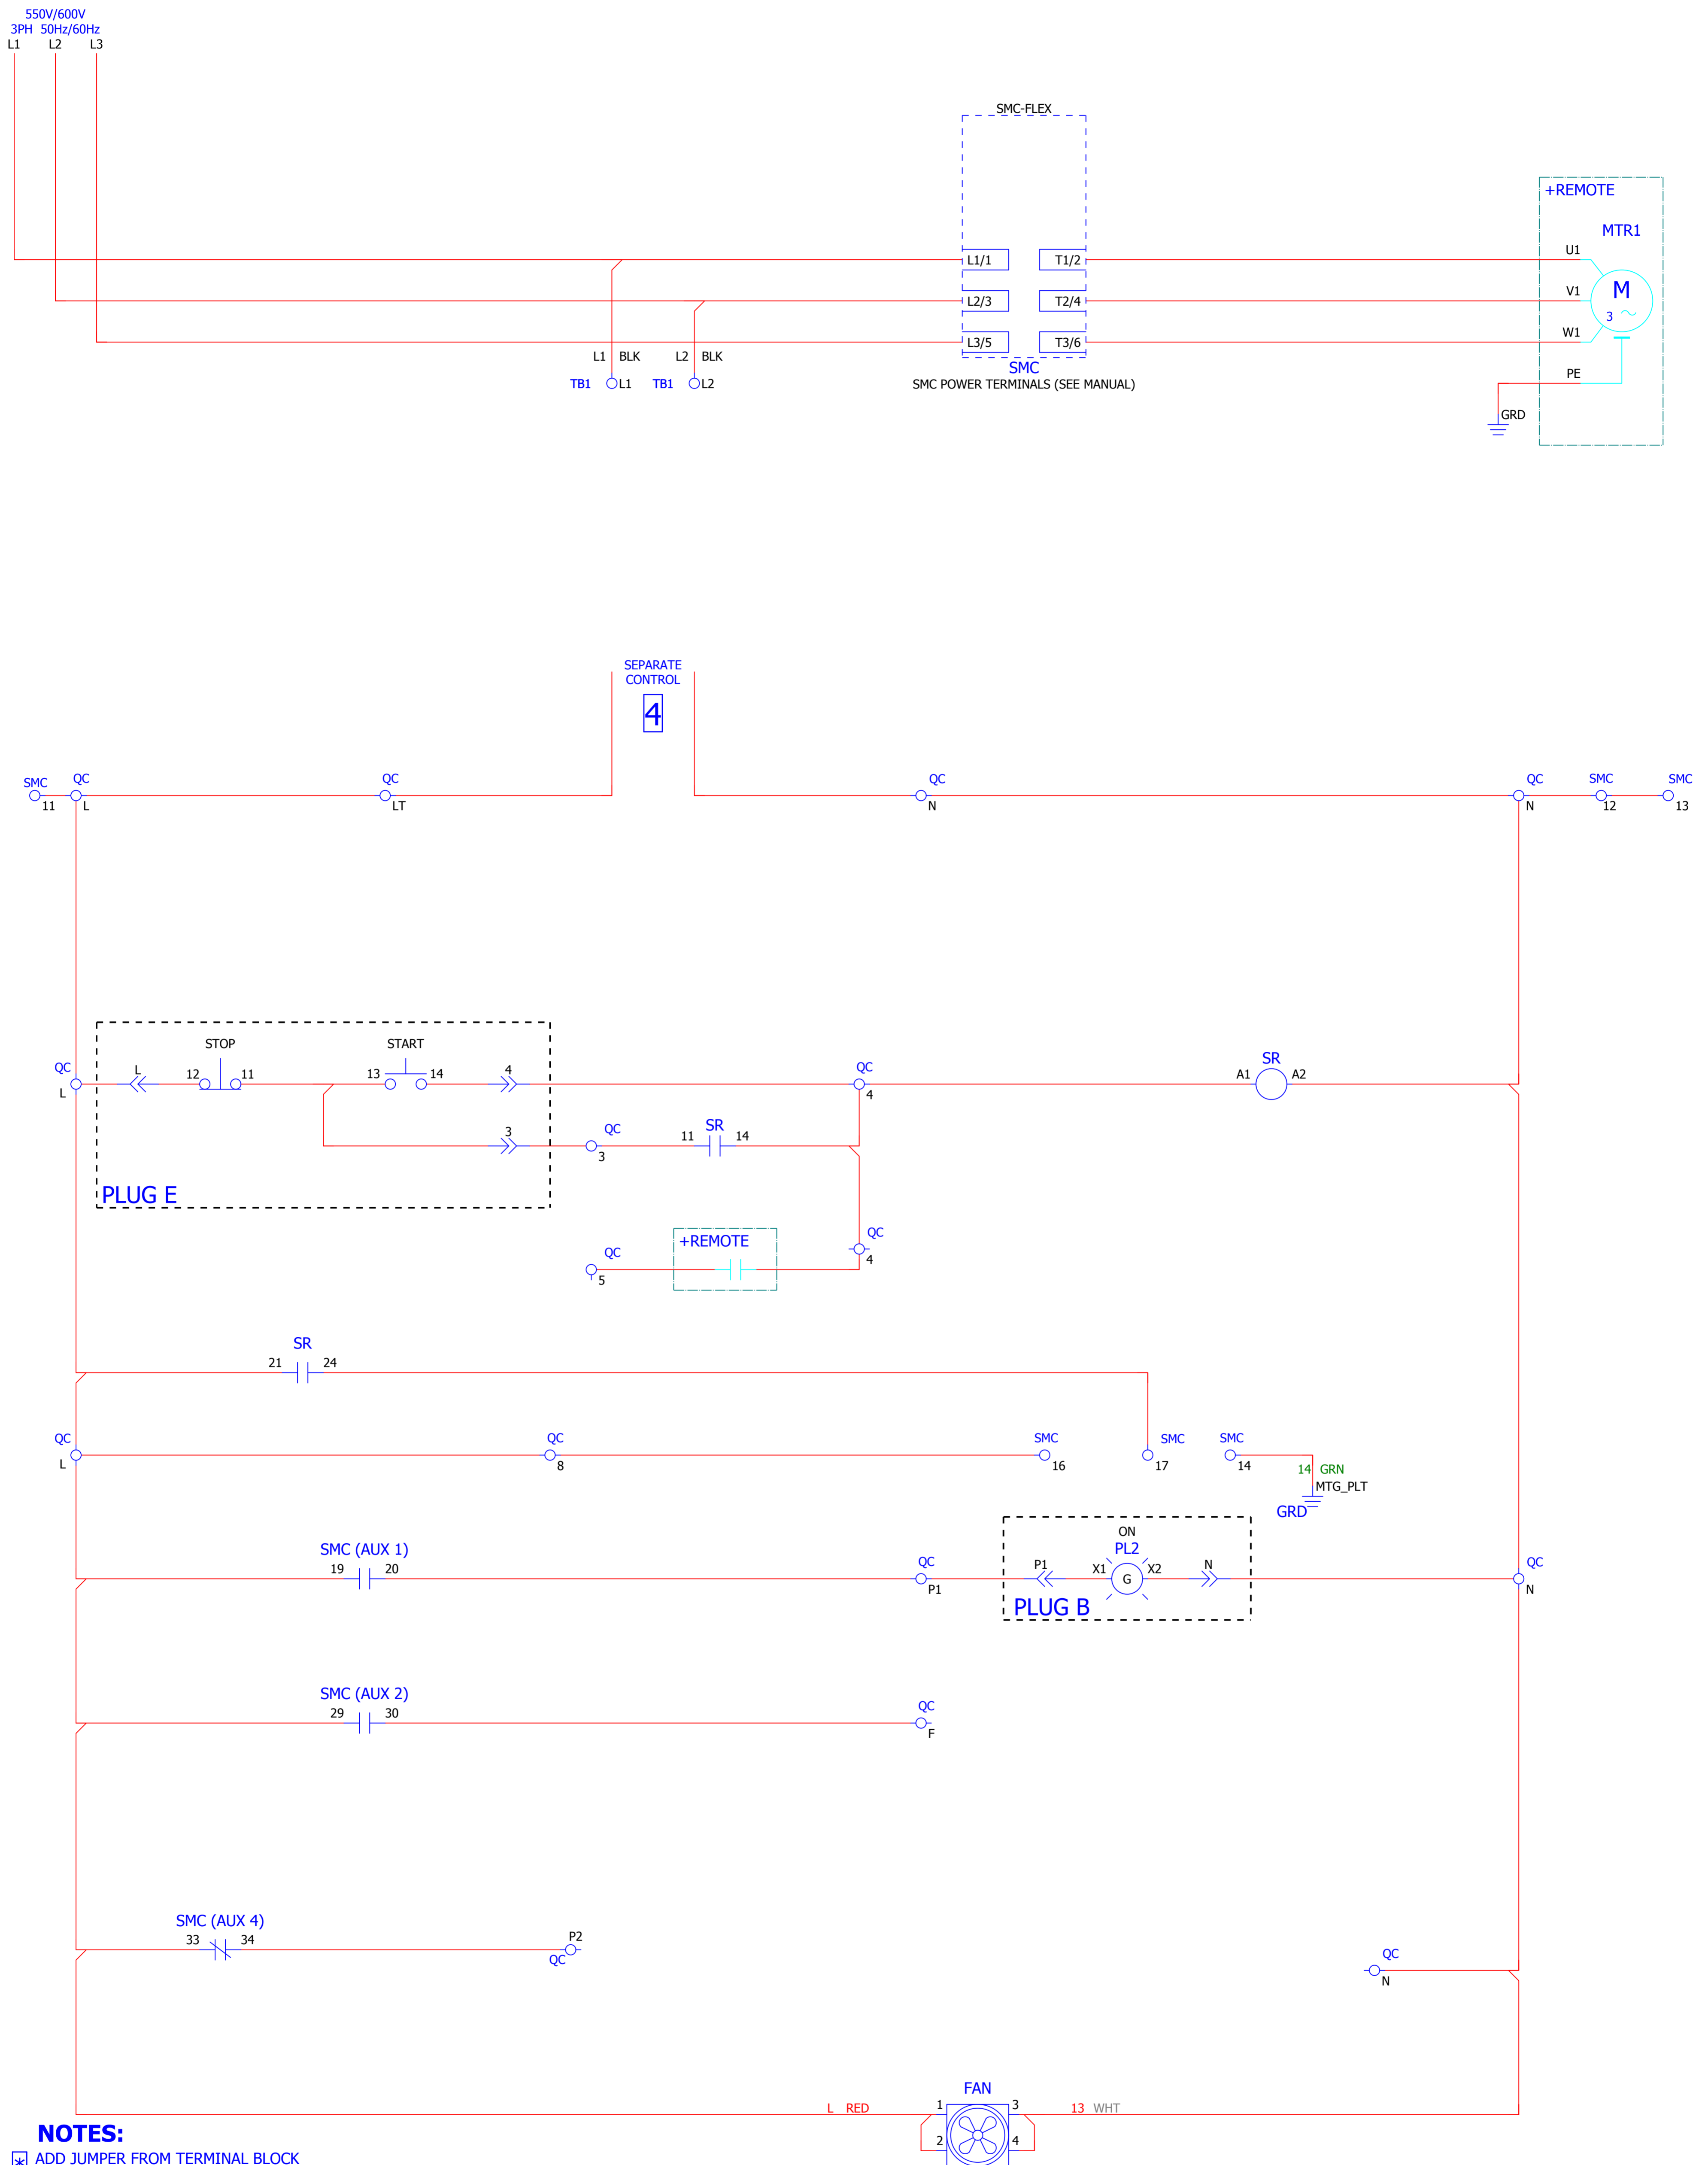 550V/600V
3PH 50Hz/60Hz
L1 L2 L3
SMC-FLEX
+REMOTE
MTR1
U1
L1/1 T1/2
V1
M
3
L2/3 T2/4
W1
L3/5 T3/6
L1 BLK L2 BLK
SMC
TB1 L1 TB1 L2
SMC POWER TERMINALS (SEE MANUAL)
PE
GRD
SEPARATE
CONTROL
4
SMC QC QC QC QC SMC SMC
11 L LT N N 12 13
STOP START
SR
QC L 12 11 13 14 4 QC A1 A2
L 4
3 QC 11 SR 14
3
PLUG E
+REMOTE
QC QC
5 4
SR
21 24
QC QC SMC SMC SMC
L 8 16 17 14
14 GRN
MTG_PLT
GRD
ON
SMC (AUX 1) PL2
19 20 QC P1 X1 G X2 N QC
P1 N
PLUG B
SMC (AUX 2)
29 30 QC
F
SMC (AUX 4)
33 34 P2
QC QC
N
FAN
L RED 1 3 13 WHT
2 4
NOTES:
* ADD JUMPER FROM TERMINAL BLOCK